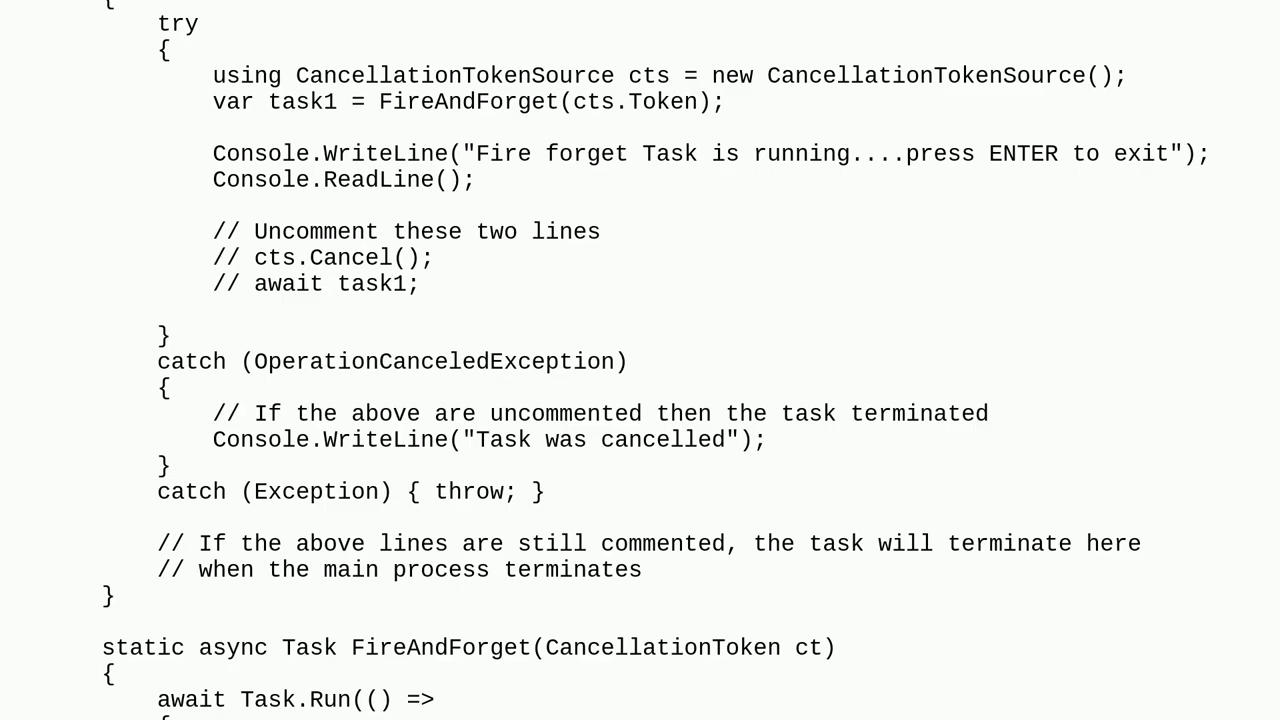 {
try
{
using CancellationTokenSource cts = new CancellationTokenSource();
var task1 = FireAndForget(cts.Token);
Console.WriteLine("Fire forget Task is running....press ENTER to exit");
Console.ReadLine();
// Uncomment these two lines
// cts.Cancel();
// await task1;
}
catch (OperationCanceledException)
{
// If the above are uncommented then the task terminated
Console.WriteLine("Task was cancelled");
}
catch (Exception) { throw; }
// If the above lines are still commented, the task will terminate here
// when the main process terminates
}
static async Task FireAndForget(CancellationToken ct)
{
await Task.Run(() =>
{